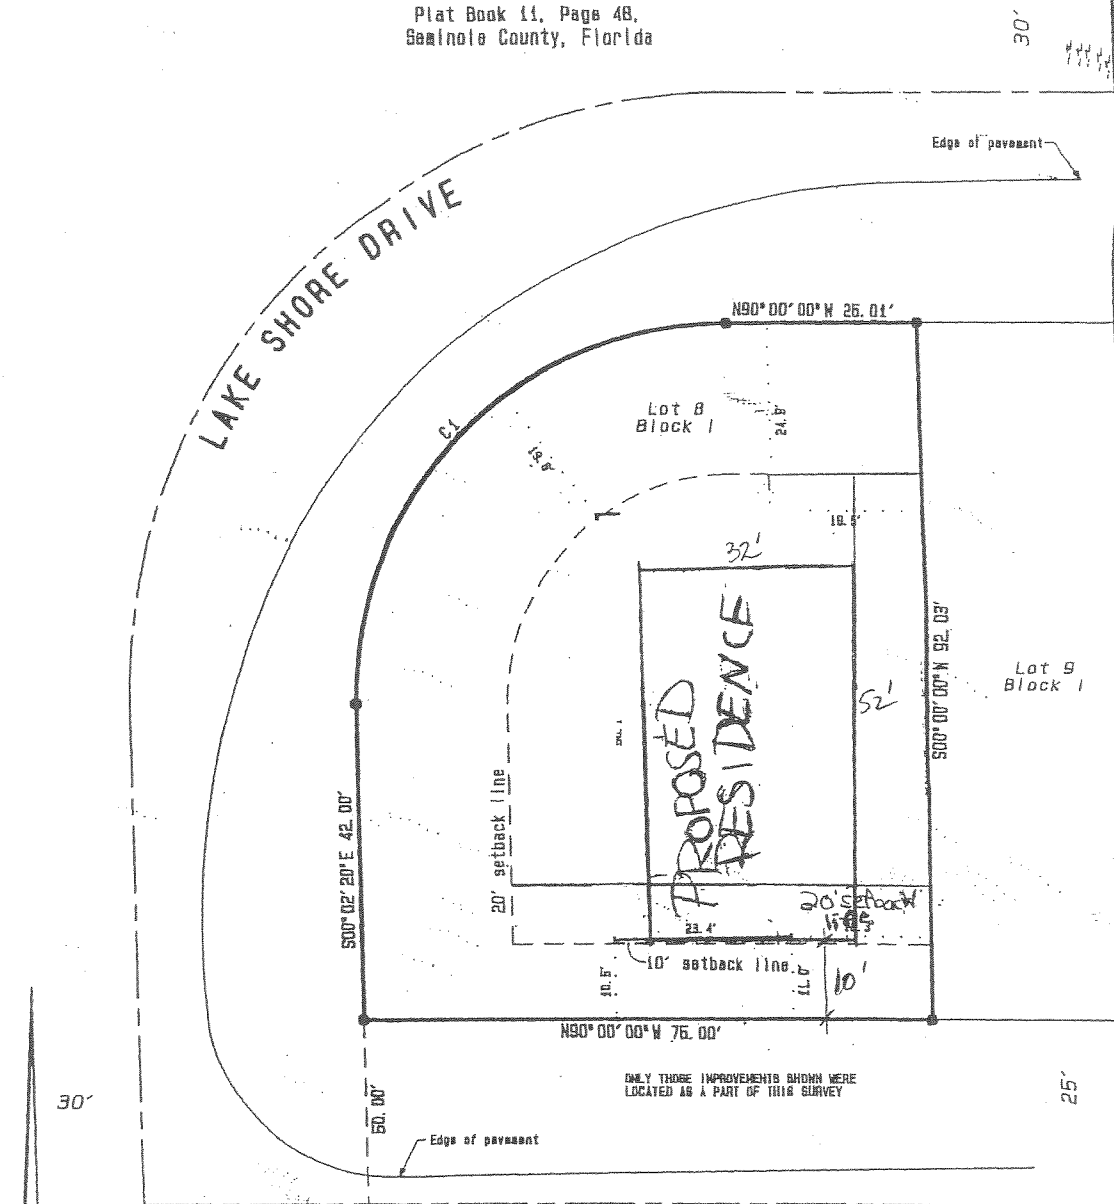 Plat Book 11, Page 48,
Seminole County, Florida
30'
Edge of pavement
LAKE SHORE DRIVE
N90°00'00"W 25.01'
Lot 8
Block 1
C1
24.9'
19.5'
32'
PROPOSED
RESIDENCE
52'
S00°00'00"W 92.03'
Lot 9
Block 1
20' setback line
S00°02'20"E 42.00'
20' setback
line
23.4'
10' setback line
10.5'
11.0'
10'
N90°00'00"W 76.00'
ONLY THOSE IMPROVEMENTS SHOWN WERE
LOCATED AS A PART OF THIS SURVEY
30'
50.00'
25'
Edge of pavement